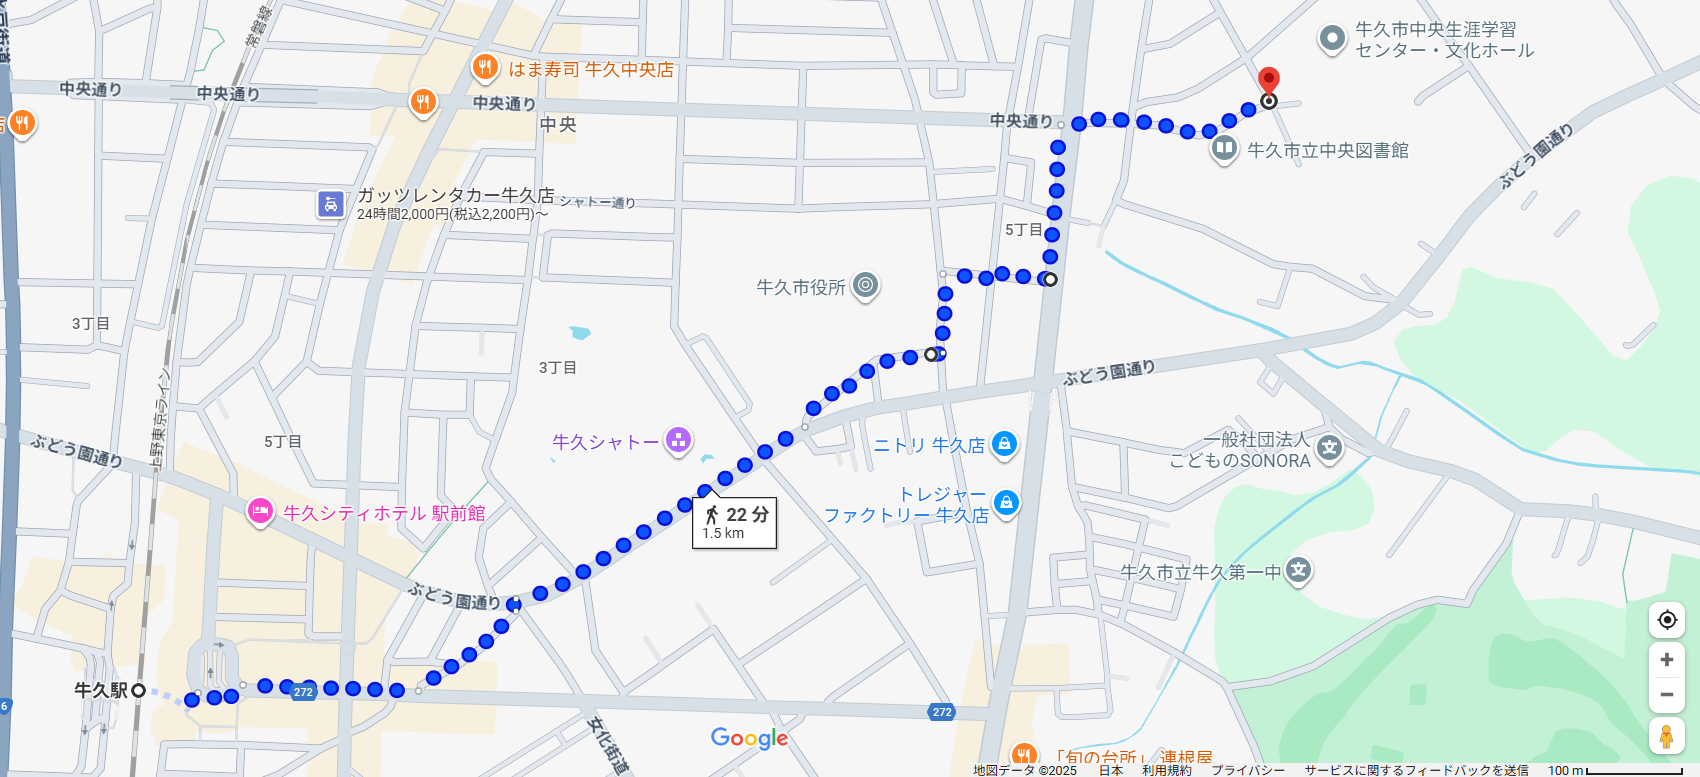 常磐線
牛久市中央生涯学習
センター・文化ホール
はま寿司 牛久中央店
中央通り
中央通り
中央通り
中央通り
中央
牛久市立中央図書館
ぶどう園通り
ガッツレンタカー牛久店
24時間2,000円(税込2,200円)～
シャトー通り
5丁目
牛久市役所
3丁目
3丁目
ぶどう園通り
上野東京ライン
5丁目
ぶどう園通り
牛久シャトー
ニトリ 牛久店
一般社団法人
こどものSONORA
トレジャー
ファクトリー 牛久店
牛久シティホテル 駅前館
22 分
1.5 km
牛久市立牛久第一中
ぶどう園通り
牛久駅
272
272
6
女化街道
Google
「旬の台所」 連根屋
地図データ ©2025 日本 利用規約 プライバシー サービスに関するフィードバックを送信 100 m